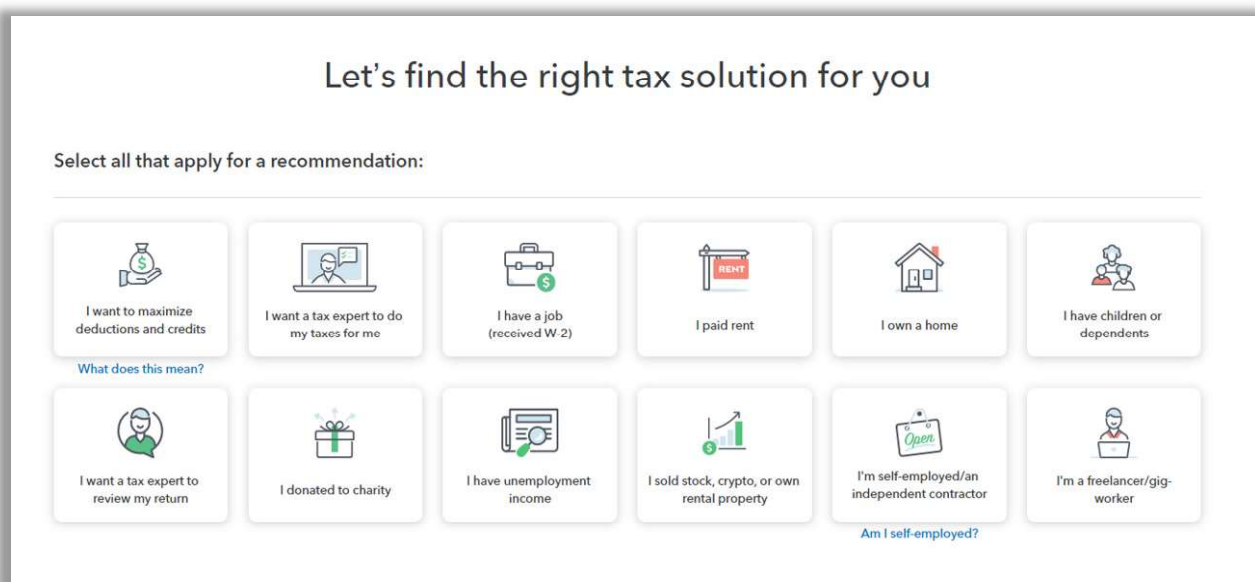 Let's find the right tax solution for you
Select all that apply for a recommendation:
I want to maximize
deductions and credits
What does this mean?
I want a tax expert to do
my taxes for me
I have a job
(received W-2)
RENT
I paid rent
I own a home
I have children or
dependents
I want a tax expert to
review my return
I donated to charity
I have unemployment
income
I sold stock, crypto, or own
rental property
Open
I'm self-employed/an
independent contractor
Am I self-employed?
I'm a freelancer/gig-
worker